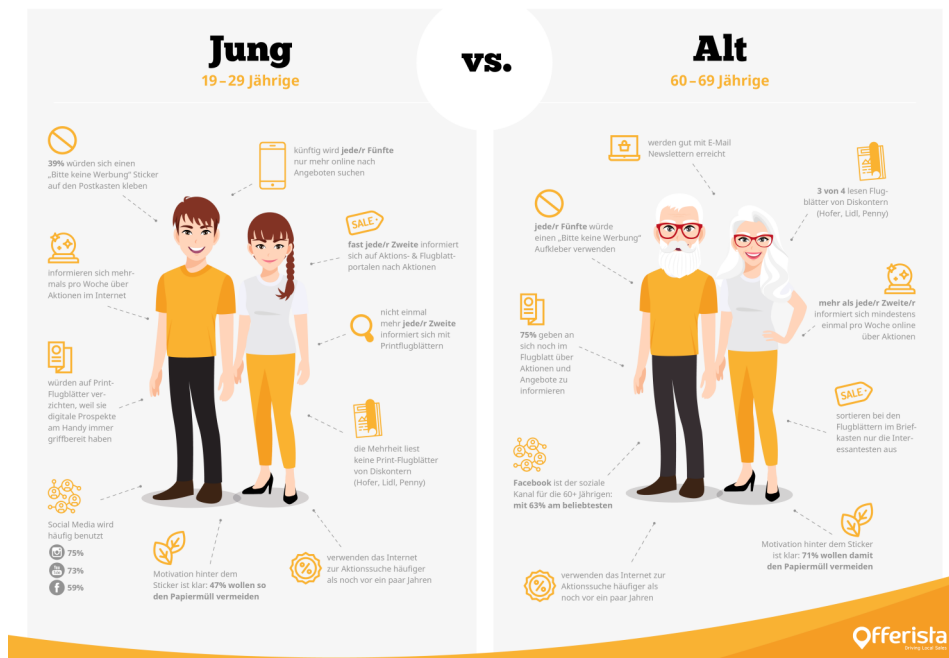 Jung
19 – 29 Jährige
vs.
Alt
60 – 69 Jährige
39% würden sich einen
„Bitte keine Werbung“ Sticker
auf den Postkasten kleben
künftig wird jede/r Fünfte
nur mehr online nach
Angeboten suchen
informieren sich mehr-
mals pro Woche über
Aktionen im Internet
SALE
fast jede/r Zweite informiert
sich auf Aktions- & Flugblatt-
portalen nach Aktionen
nicht einmal
mehr jede/r Zweite
informiert sich mit
Printflugblättern
würden auf Print-
Flugblätter ver-
zichten, weil sie
digitale Prospekte
am Handy immer
griffbereit haben
die Mehrheit liest
keine Print-Flugblätter
von Diskontern
(Hofer, Lidl, Penny)
Social Media wird
häufig benutzt
75%
You
Tube
73%
f 59%
Motivation hinter dem
Sticker ist klar: 47% wollen so
den Papiermüll vermeiden
%
verwenden das Internet
zur Aktionssuche häufiger
als noch vor ein paar Jahren
werden gut mit E-Mail
Newslettern erreicht
3 von 4 lesen Flug-
blätter von Diskontern
(Hofer, Lidl, Penny)
jede/r Fünfte würde
einen „Bitte keine Werbung“
Aufkleber verwenden
mehr als jede/r Zweite/r
informiert sich mindestens
einmal pro Woche online
über Aktionen
75% geben an
sich noch im
Flugblatt über
Aktionen und
Angebote zu
informieren
SALE
sortieren bei den
Flugblättern im Brief-
kasten nur die Inter-
essantesten aus
Facebook ist der soziale
Kanal für die 60+ Jährigen:
mit 63% am beliebtesten
Motivation hinter dem Sticker
ist klar: 71% wollen damit
den Papiermüll vermeiden
%
verwenden das Internet zur
Aktionssuche häufiger als
noch vor ein paar Jahren
Offerista
Driving Local Sales